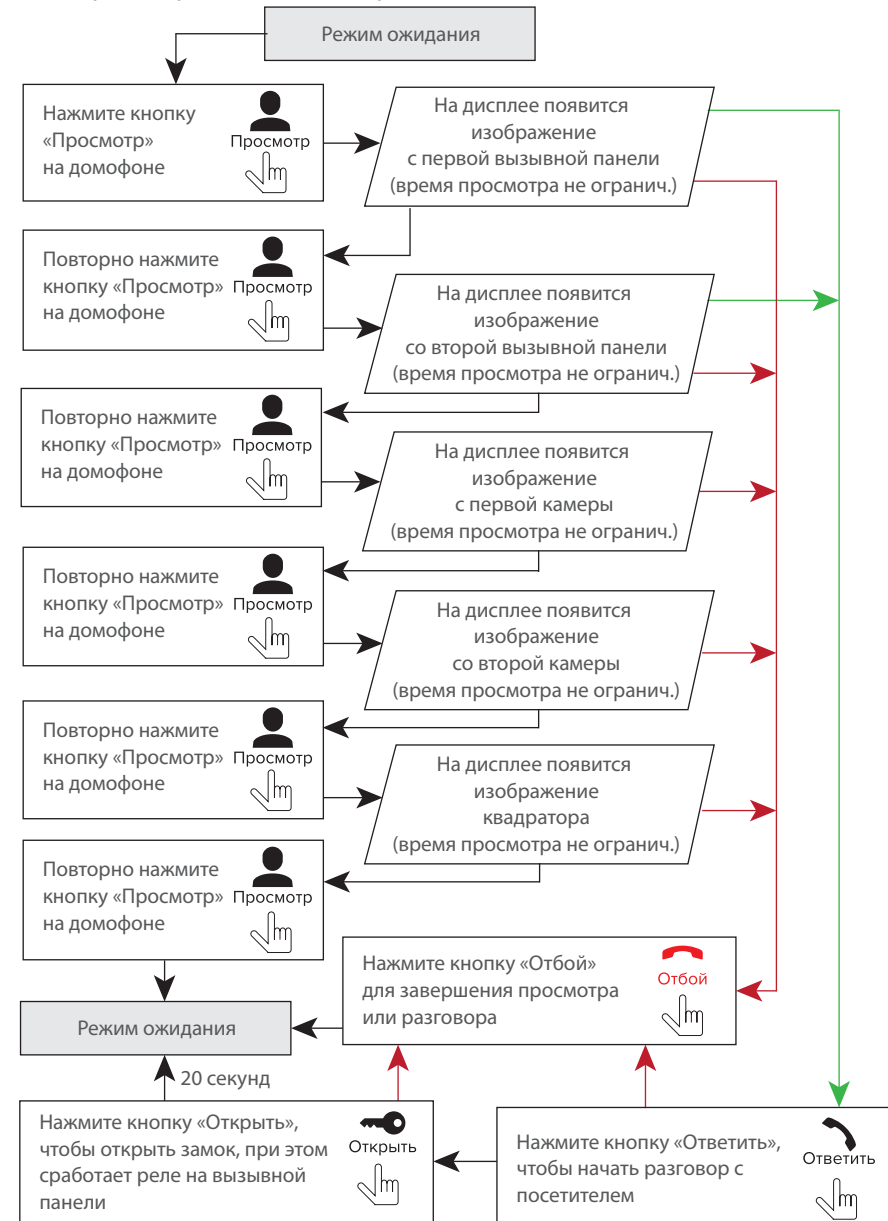 Режим ожидания
Нажмите кнопку
«Просмотр»
на домофоне
Просмотр
На дисплее появится
изображение
с первой вызывной панели
(время просмотра не огранич.)
Повторно нажмите
кнопку «Просмотр»
на домофоне
Просмотр
На дисплее появится
изображение
со второй вызывной панели
(время просмотра не огранич.)
Повторно нажмите
кнопку «Просмотр»
на домофоне
Просмотр
На дисплее появится
изображение
с первой камеры
(время просмотра не огранич.)
Повторно нажмите
кнопку «Просмотр»
на домофоне
Просмотр
На дисплее появится
изображение
со второй камеры
(время просмотра не огранич.)
Повторно нажмите
кнопку «Просмотр»
на домофоне
Просмотр
На дисплее появится
изображение
квадратора
(время просмотра не огранич.)
Повторно нажмите
кнопку «Просмотр»
на домофоне
Просмотр
Нажмите кнопку «Отбой»
для завершения просмотра
или разговора
Отбой
Режим ожидания
20 секунд
Нажмите кнопку «Открыть»,
чтобы открыть замок, при этом
сработает реле на вызывной
панели
Открыть
Нажмите кнопку «Ответить»,
чтобы начать разговор с
посетителем
Ответить